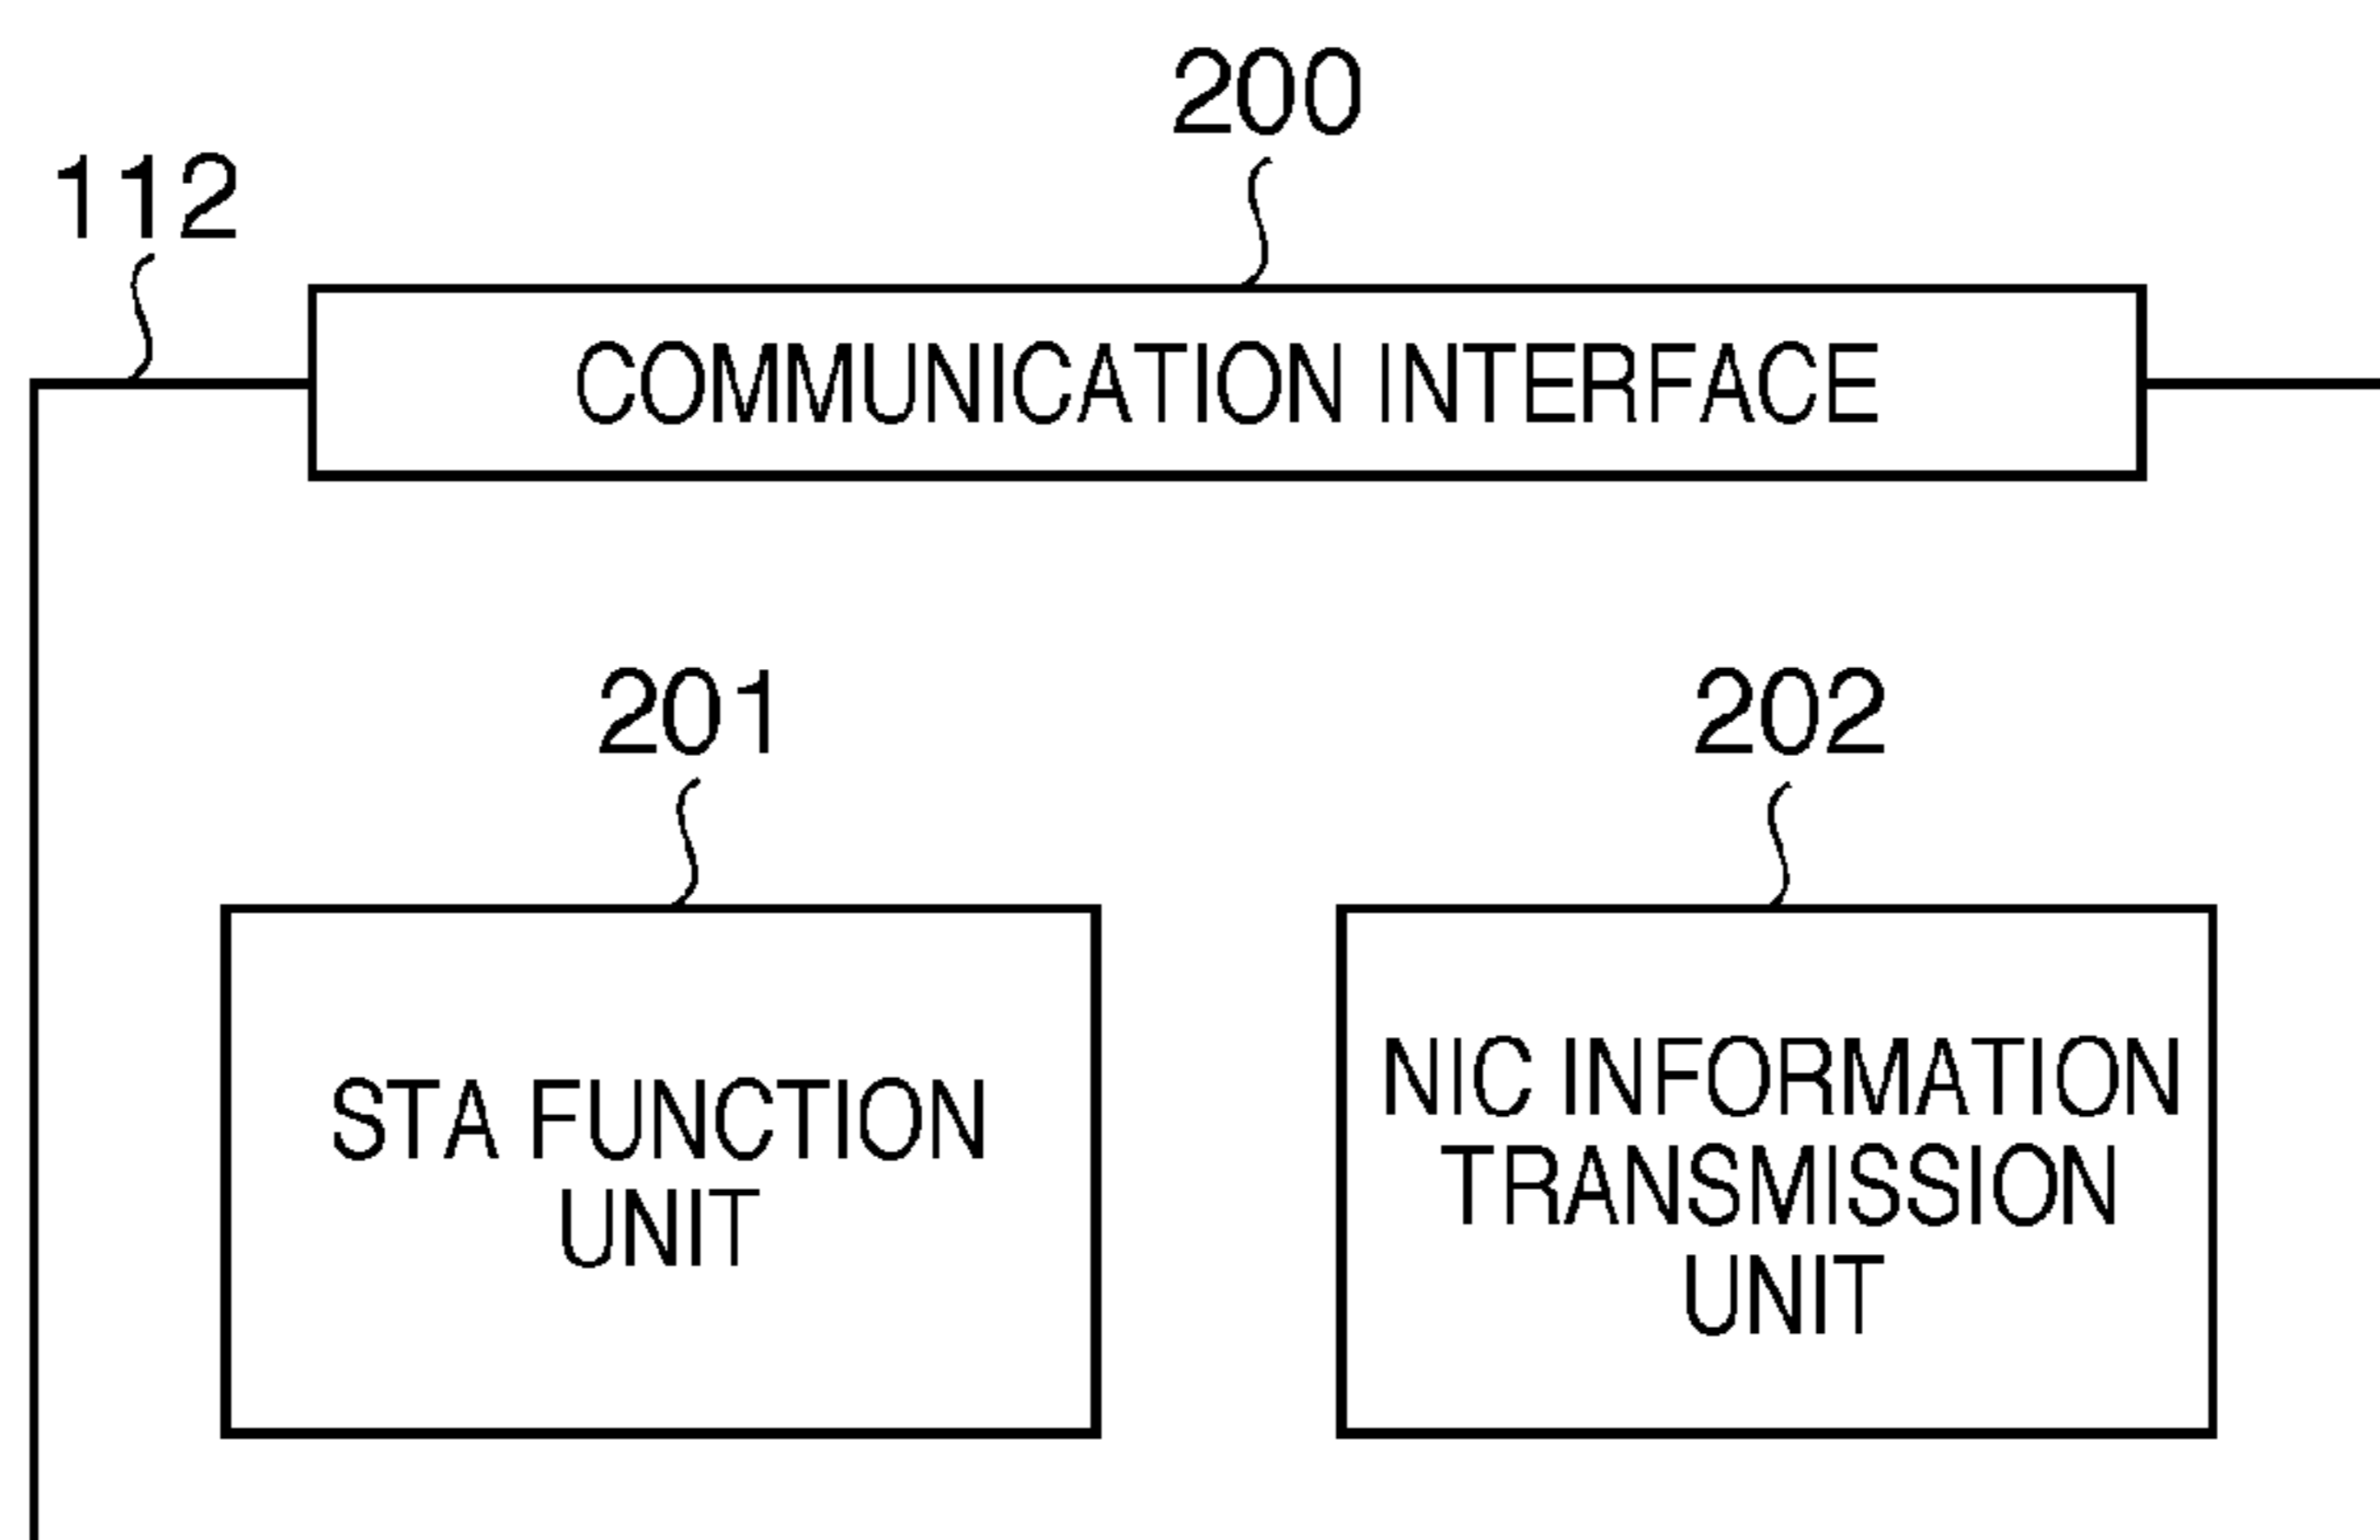 200
112
COMMUNICATION INTERFACE
201
202
STA FUNCTION
UNIT
NIC INFORMATION
TRANSMISSION
UNIT